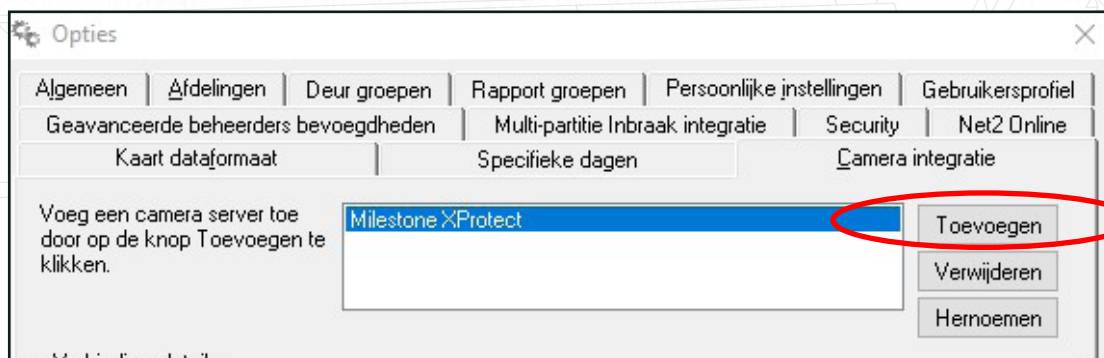 Opties
Algemeen Afdelingen Deur groepen Rapport groepen Persoonlijke instellingen Gebruikersprofiel
Geavanceerde beheerders bevoegdheden Multi-partitie Inbraak integratie Security Net2 Online
Kaart dataformaat Specifieke dagen Camera integratie
Voeg een camera server toe
door op de knop Toevoegen te
klikken.
Milestone XProtect
Toevoegen
Verwijderen
Hernoemen